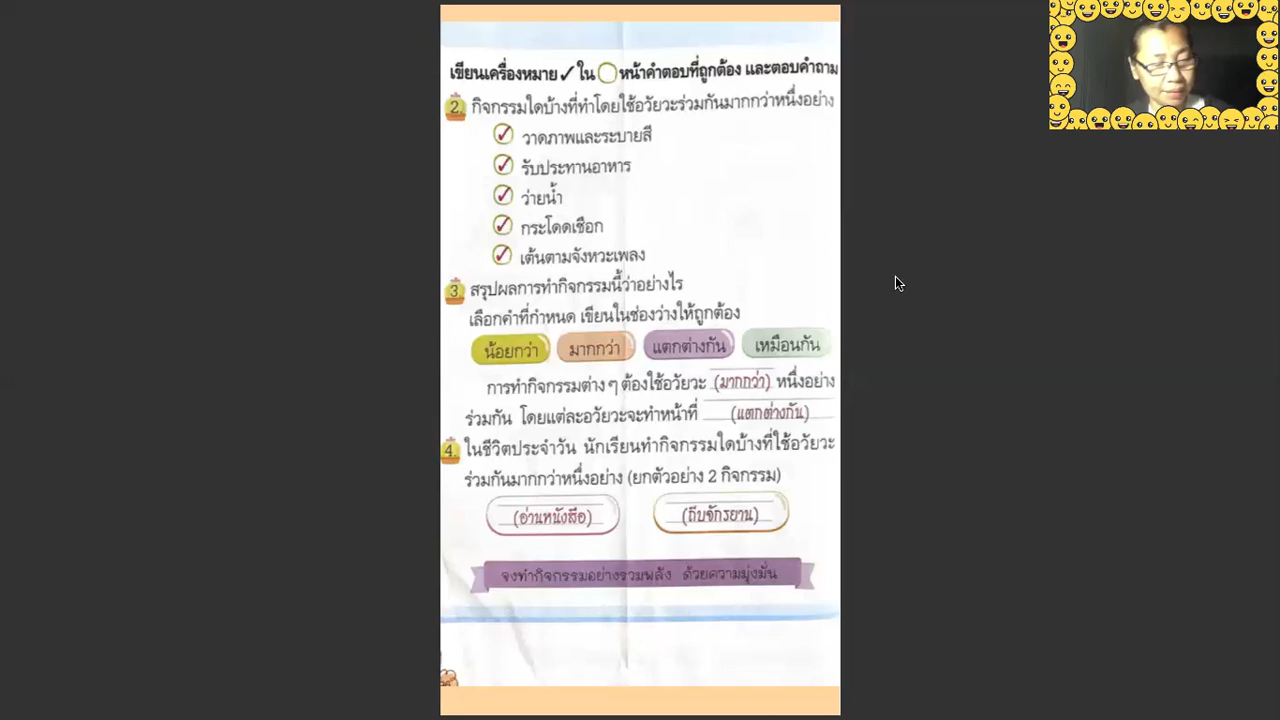 เขียนเครื่องหมาย ✓ ใน ◯ หน้าคำตอบที่ถูกต้อง และตอบคำถาม
2. กิจกรรมใดบ้างที่ทำโดยใช้อวัยวะร่วมกันมากกว่าหนึ่งอย่าง
✓ วาดภาพและระบายสี
✓ รับประทานอาหาร
✓ ว่ายน้ำ
✓ กระโดดเชือก
✓ เต้นตามจังหวะเพลง
3. สรุปผลการทำกิจกรรมนี้ว่าอย่างไร
เลือกคำที่กำหนด เขียนในช่องว่างให้ถูกต้อง
น้อยกว่า มากกว่า แตกต่างกัน เหมือนกัน
การทำกิจกรรมต่าง ๆ ต้องใช้อวัยวะ (มากกว่า) หนึ่งอย่าง
ร่วมกัน โดยแต่ละอวัยวะจะทำหน้าที่ (แตกต่างกัน)
4. ในชีวิตประจำวัน นักเรียนทำกิจกรรมใดบ้างที่ใช้อวัยวะ
ร่วมกันมากกว่าหนึ่งอย่าง (ยกตัวอย่าง 2 กิจกรรม)
(อ่านหนังสือ) (ถีบจักรยาน)
จงทำกิจกรรมอย่างรวมพลัง ด้วยความมุ่งมั่น